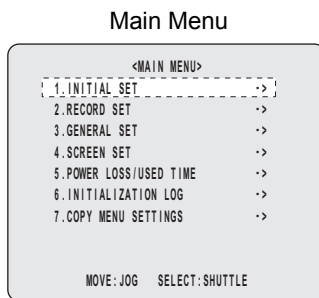 Main Menu
<MAIN MENU>
1.INITIAL SET ->
2.RECORD SET ->
3.GENERAL SET ->
4.SCREEN SET ->
5.POWER LOSS/USED TIME ->
6.INITIALIZATION LOG ->
7.COPY MENU SETTINGS ->
MOVE:JOG SELECT:SHUTTLE